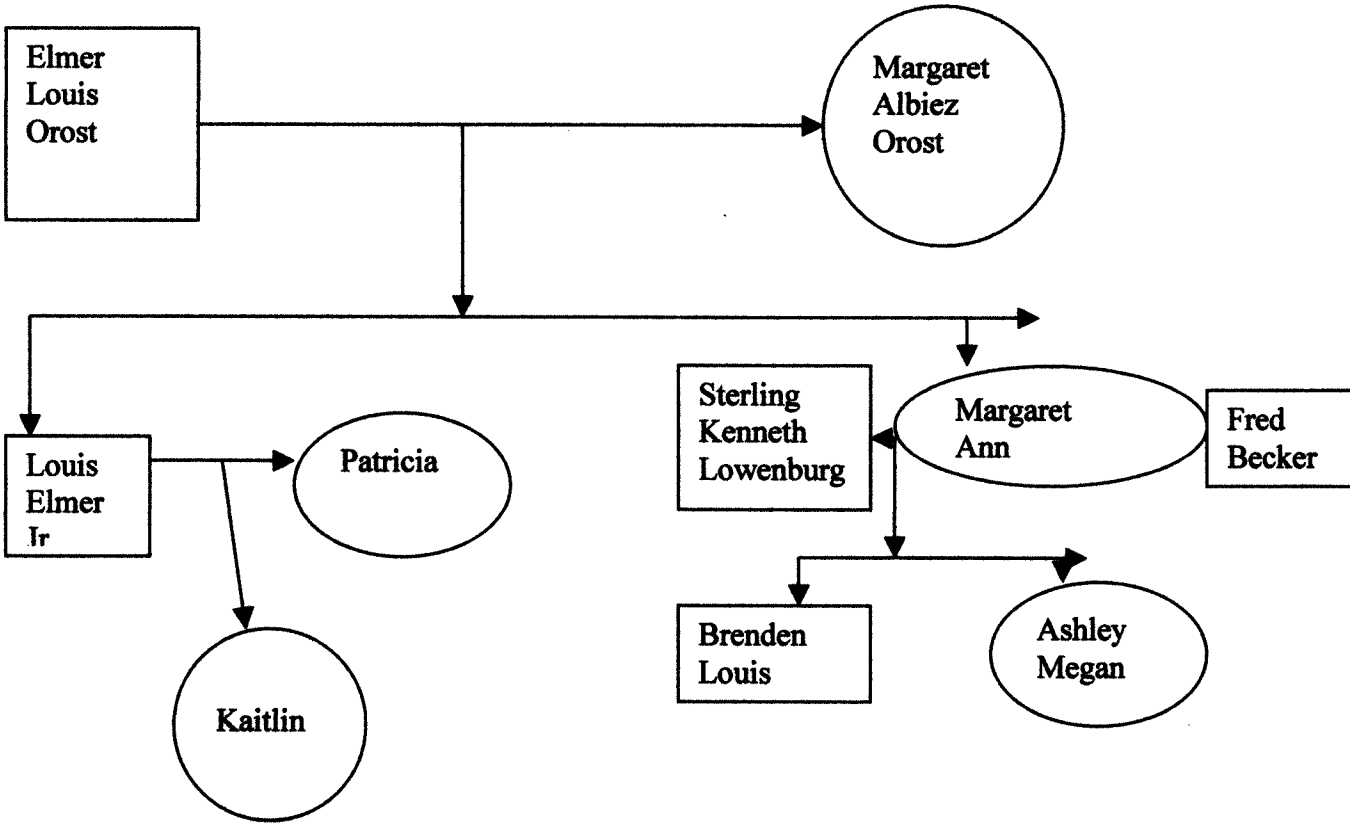 Elmer
Louis
Orost
Margaret
Albiez
Orost
Sterling
Kenneth
Lowenburg
Margaret
Ann
Fred
Becker
Louis
Elmer
Jr
Patricia
Brenden
Louis
Ashley
Megan
Kaitlin